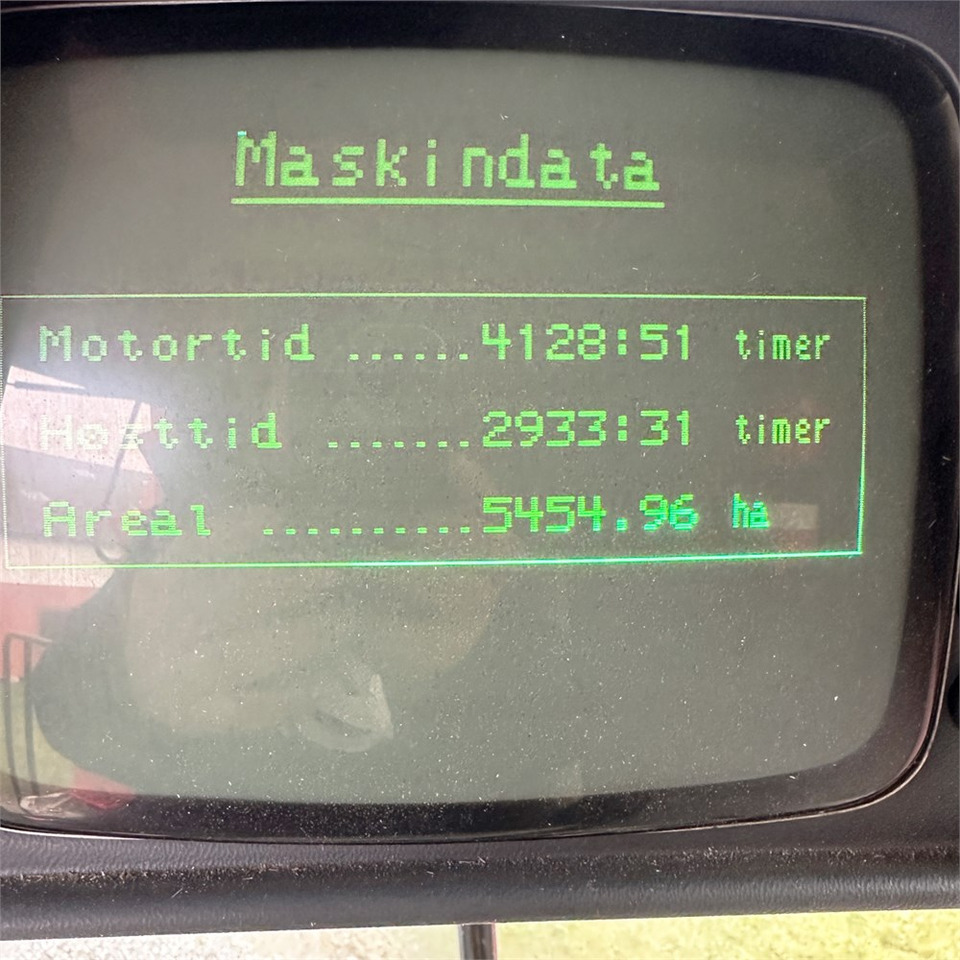 Maskindata
Motortid ......4128:51 timer
Høsttid .......2933:31 timer
Areal ..........5454.96 ha